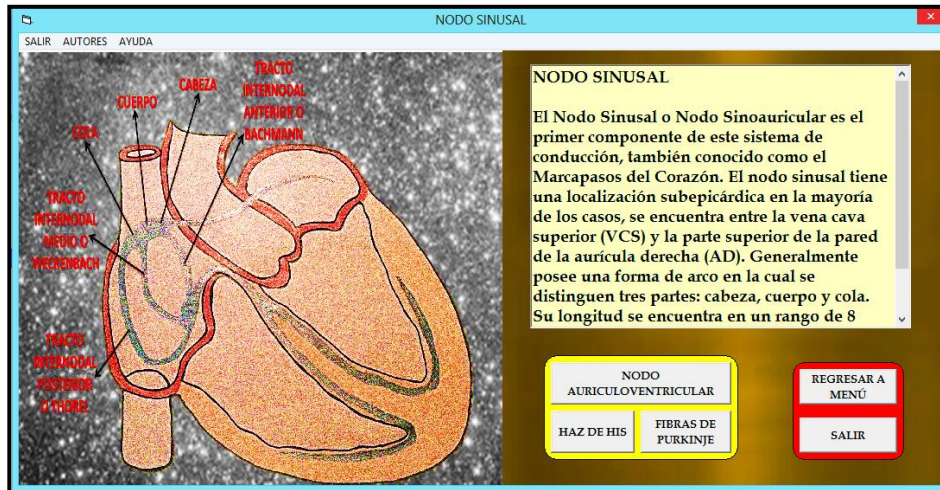 NODO SINUSAL
SALIR AUTORES AYUDA
CABEZA
CUERPO
COLA
TRACTO
INTERNODAL
ANTERIOR O
BACHMANN
TRACTO
INTERNODAL
MEDIO O
WECKENBACH
TRACTO
INTERNODAL
POSTERIOR
O THOREL
NODO SINUSAL
El Nodo Sinusal o Nodo Sinoauricular es el
primer componente de este sistema de
conducción, también conocido como el
Marcapasos del Corazón. El nodo sinusal tiene
una localización subepicárdica en la mayoría
de los casos, se encuentra entre la vena cava
superior (VCS) y la parte superior de la pared
de la aurícula derecha (AD). Generalmente
posee una forma de arco en la cual se
distinguen tres partes: cabeza, cuerpo y cola.
Su longitud se encuentra en un rango de 8
NODO
AURICULOVENTRICULAR
HAZ DE HIS
FIBRAS DE
PURKINJE
REGRESAR A
MENÚ
SALIR